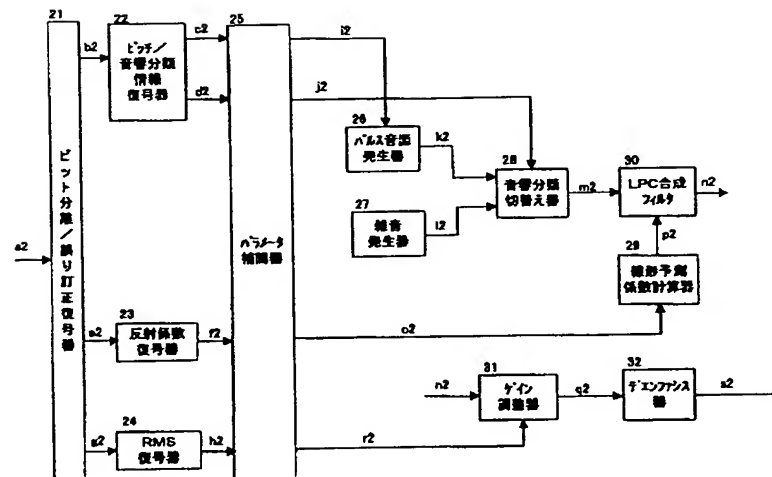 21
ビット分離/誤り訂正復号器
a2
b2
22
ピッチ/
音響分類
情報
復号器
c2
d2
25
パラメータ
補間器
i2
j2
26
パルス音源
発生器
k2
27
雑音
発生器
l2
28
音響分類
切替え器
m2
30
LPC合成
フィルタ
n2
p2
29
線形予測
係数計算器
o2
e2
23
反射係数
復号器
f2
g2
24
RMS
復号器
h2
n2
31
ゲイン
調整器
q2
32
デエンファシス
器
s2
r2